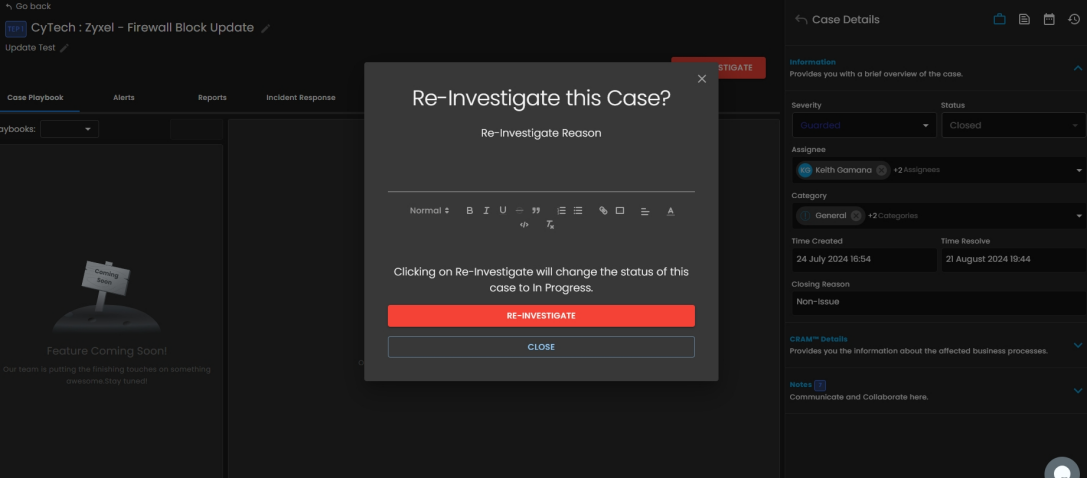 Go back
CyTech : Zyxel - Firewall Block Update
Update Test
STIGATE
Case Playbook
Alerts
Reports
Incident Response
aybooks:
Coming
Soon
Feature Coming Soon!
Our team is putting the finishing touches on something
awesome.Stay tuned!
Re-Investigate this Case?
Re-Investigate Reason
Normal
Clicking on Re-Investigate will change the status of this
case to In Progress.
RE-INVESTIGATE
CLOSE
Case Details
Information
Provides you with a brief overview of the case.
Severity
Status
Guarded
Closed
Assignee
KG Keith Gamana +2 Assignees
Category
General +2 Categories
Time Created
Time Resolve
24 July 2024 16:54
21 August 2024 19:44
Closing Reason
Non-Issue
CRAM™ Details
Provides you the information about the affected business processes.
Notes
Communicate and Collaborate here.